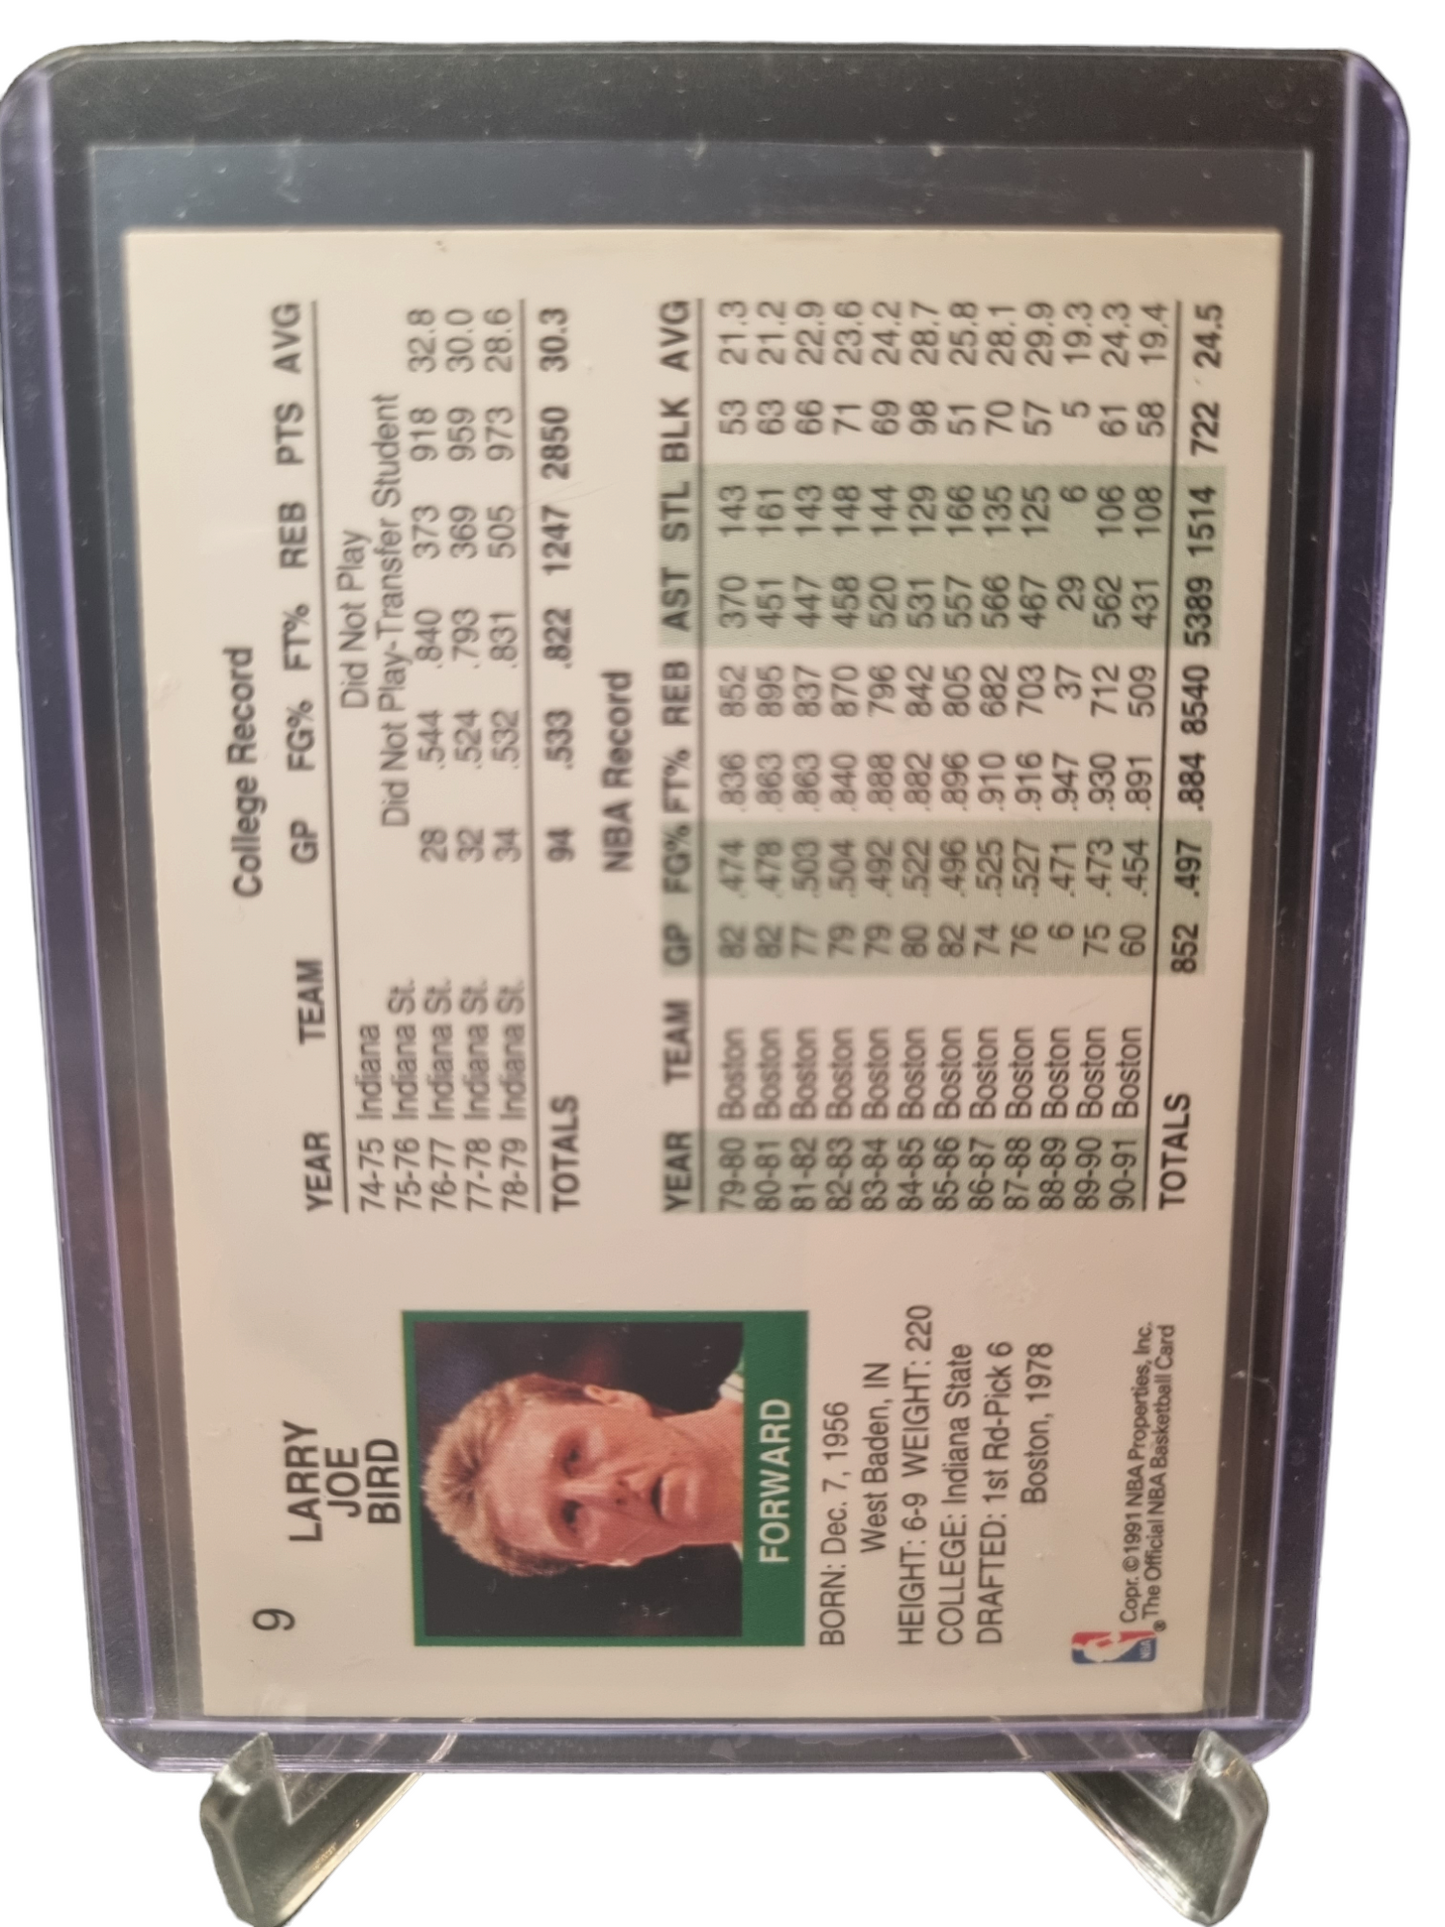 9
LARRY
JOE
BIRD
FORWARD
BORN: Dec. 7, 1956
West Baden, IN
HEIGHT: 6-9 WEIGHT: 220
COLLEGE: Indiana State
DRAFTED: 1st Rd-Pick 6
Boston, 1978
NBA
Copr. ©1991 NBA Properties, Inc.
® The Official NBA Basketball Card
College Record
YEAR TEAM GP FG% FT% REB PTS AVG
74-75 Indiana Did Not Play
75-76 Indiana St. Did Not Play-Transfer Student
76-77 Indiana St. 28 .544 .840 373 918 32.8
77-78 Indiana St. 32 .524 .793 369 959 30.0
78-79 Indiana St. 34 .532 .831 505 973 28.6
TOTALS 94 .533 .822 1247 2850 30.3
NBA Record
YEAR TEAM GP FG% FT% REB AST STL BLK AVG
79-80 Boston 82 .474 .836 852 370 143 53 21.3
80-81 Boston 82 .478 .863 895 451 161 63 21.2
81-82 Boston 77 .503 .863 837 447 143 66 22.9
82-83 Boston 79 .504 .840 870 458 148 71 23.6
83-84 Boston 79 .492 .888 796 520 144 69 24.2
84-85 Boston 80 .522 .882 842 531 129 98 28.7
85-86 Boston 82 .496 .896 805 557 166 51 25.8
86-87 Boston 74 .525 .910 682 566 135 70 28.1
87-88 Boston 76 .527 .916 703 467 125 57 29.9
88-89 Boston 6 .471 .947 37 29 6 5 19.3
89-90 Boston 75 .473 .930 712 562 106 61 24.3
90-91 Boston 60 .454 .891 509 431 108 58 19.4
TOTALS 852 .497 .884 8540 5389 1514 722 24.5